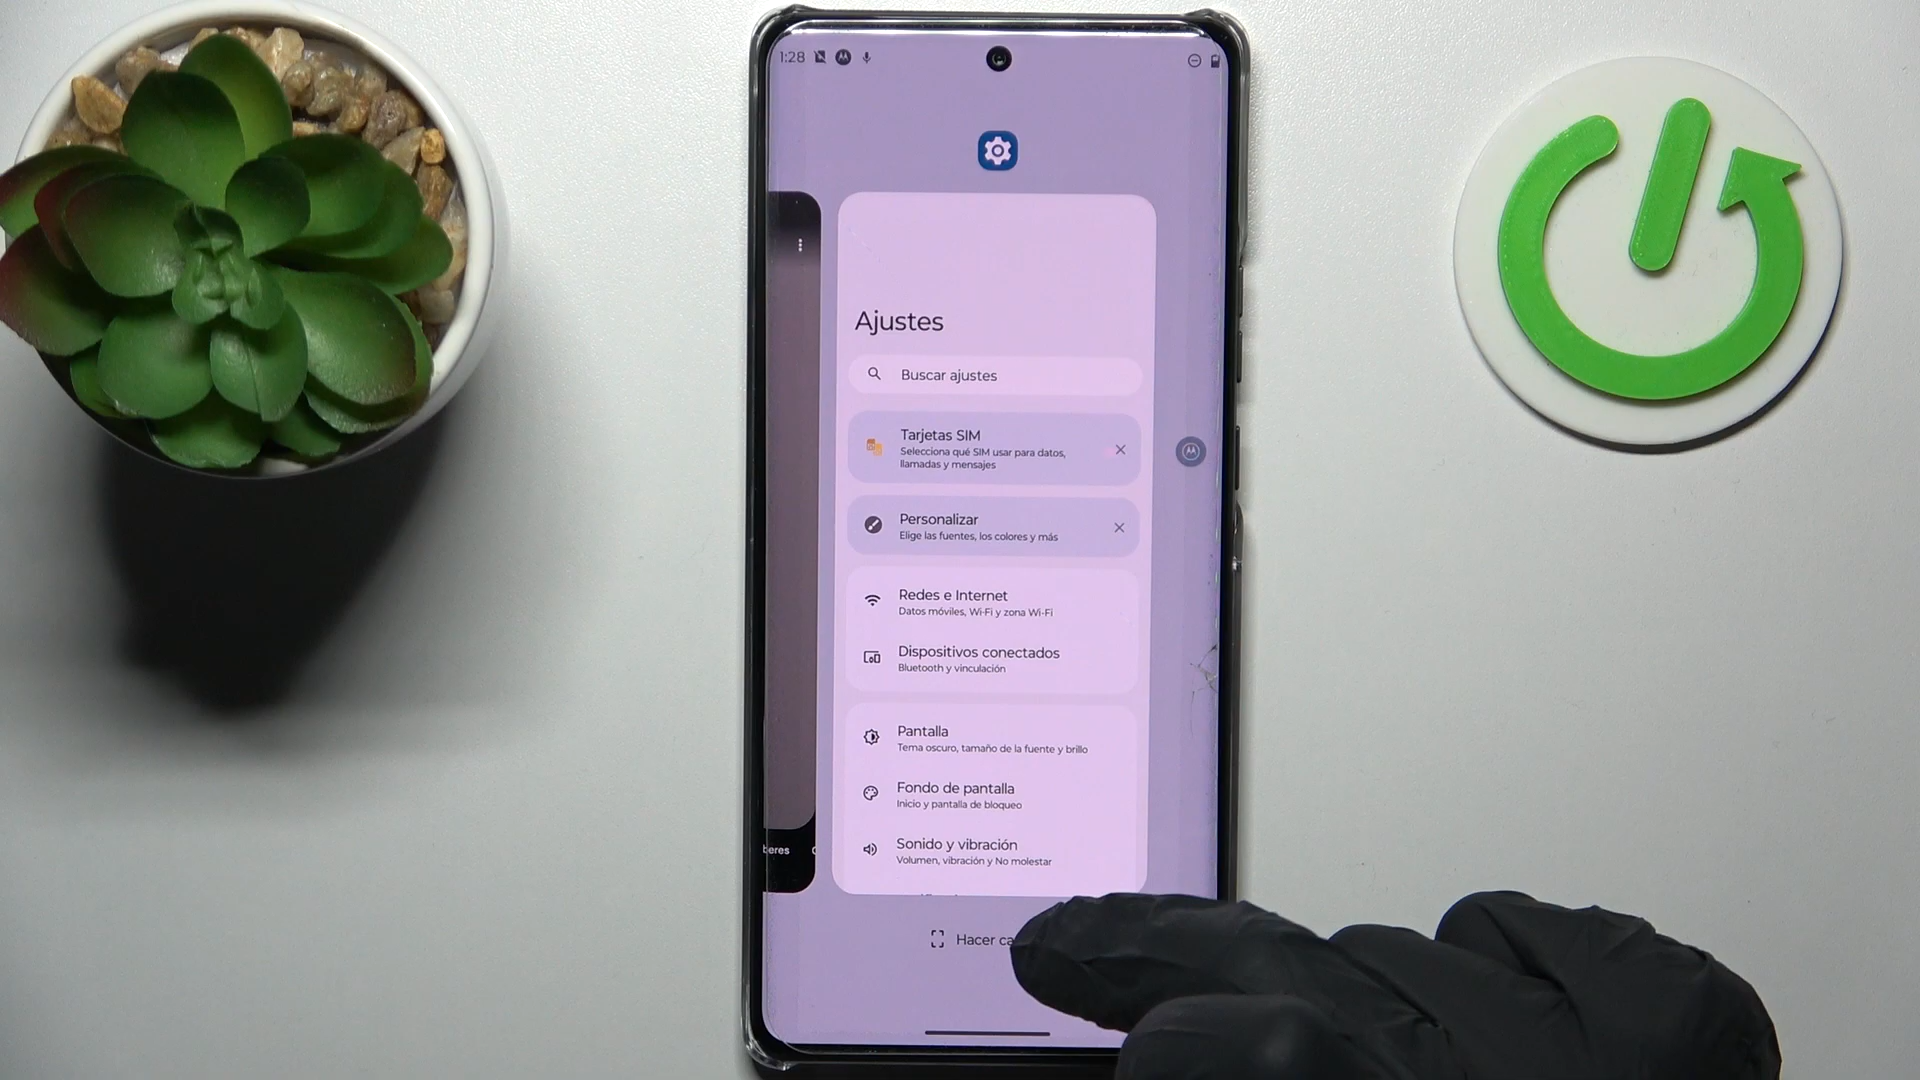 1:28
Ajustes
Buscar ajustes
Tarjetas SIM
Selecciona qué SIM usar para datos,
llamadas y mensajes
Personalizar
Elige las fuentes, los colores y más
Redes e Internet
Datos móviles, Wi-Fi y zona Wi-Fi
Dispositivos conectados
Bluetooth y vinculación
Pantalla
Tema oscuro, tamaño de la fuente y brillo
Fondo de pantalla
Inicio y pantalla de bloqueo
Sonido y vibración
Volumen, vibración y No molestar
Hacer